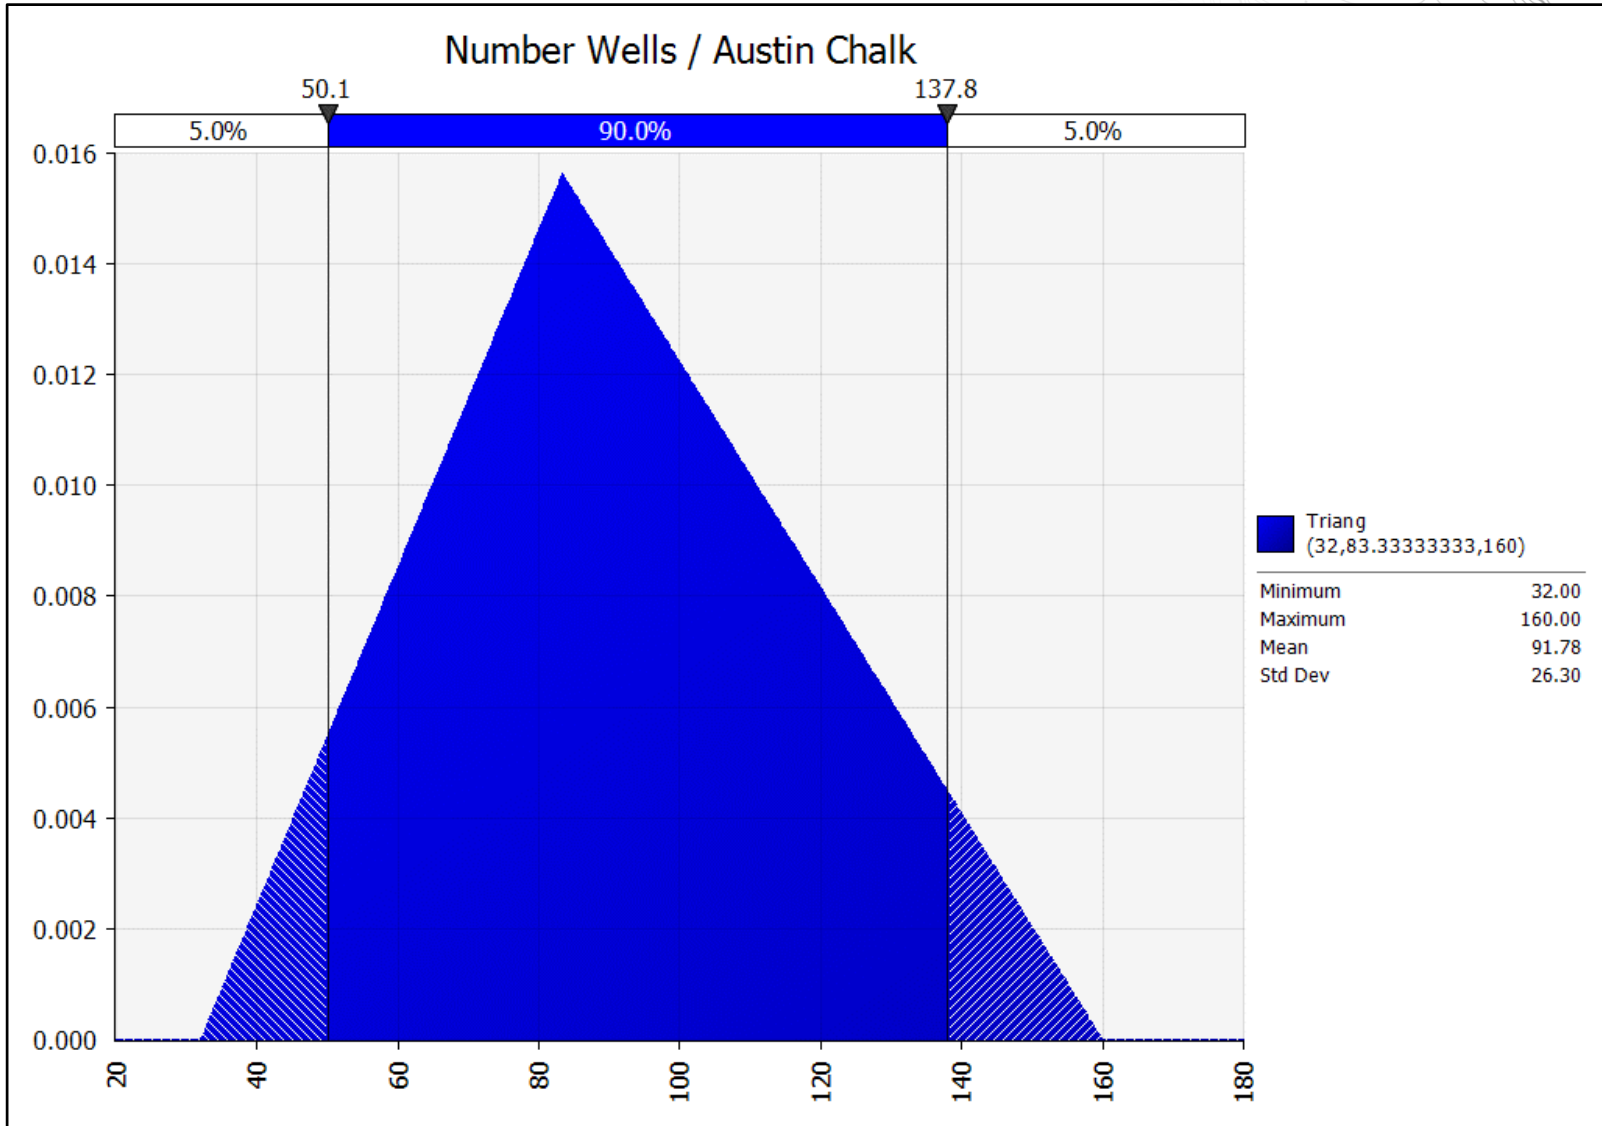 Number Wells / Austin Chalk
50.1 137.8
5.0% 90.0% 5.0%
0.016
0.014
0.012
0.010
0.008
0.006
0.004
0.002
0.000
20 40 60 80 100 120 140 160 180
Triang
(32,83.33333333,160)
Minimum 32.00
Maximum 160.00
Mean 91.78
Std Dev 26.30